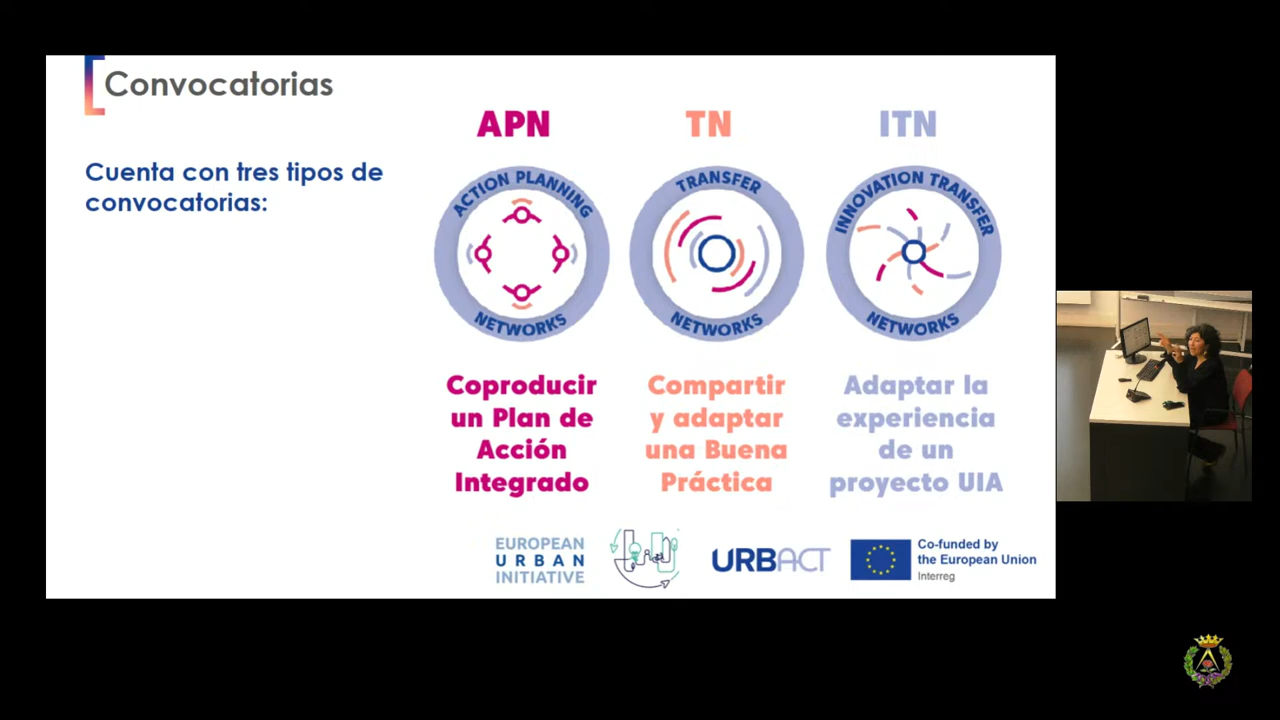 Convocatorias
Cuenta con tres tipos de
convocatorias:
APN
ACTION PLANNING
NETWORKS
Coproducir
un Plan de
Acción
Integrado
TN
TRANSFER
NETWORKS
Compartir
y adaptar
una Buena
Práctica
ITN
INNOVATION TRANSFER
NETWORKS
Adaptar la
experiencia
de un
proyecto UIA
EUROPEAN
URBAN
INITIATIVE
URBACT
Co-funded by
the European Union
Interreg